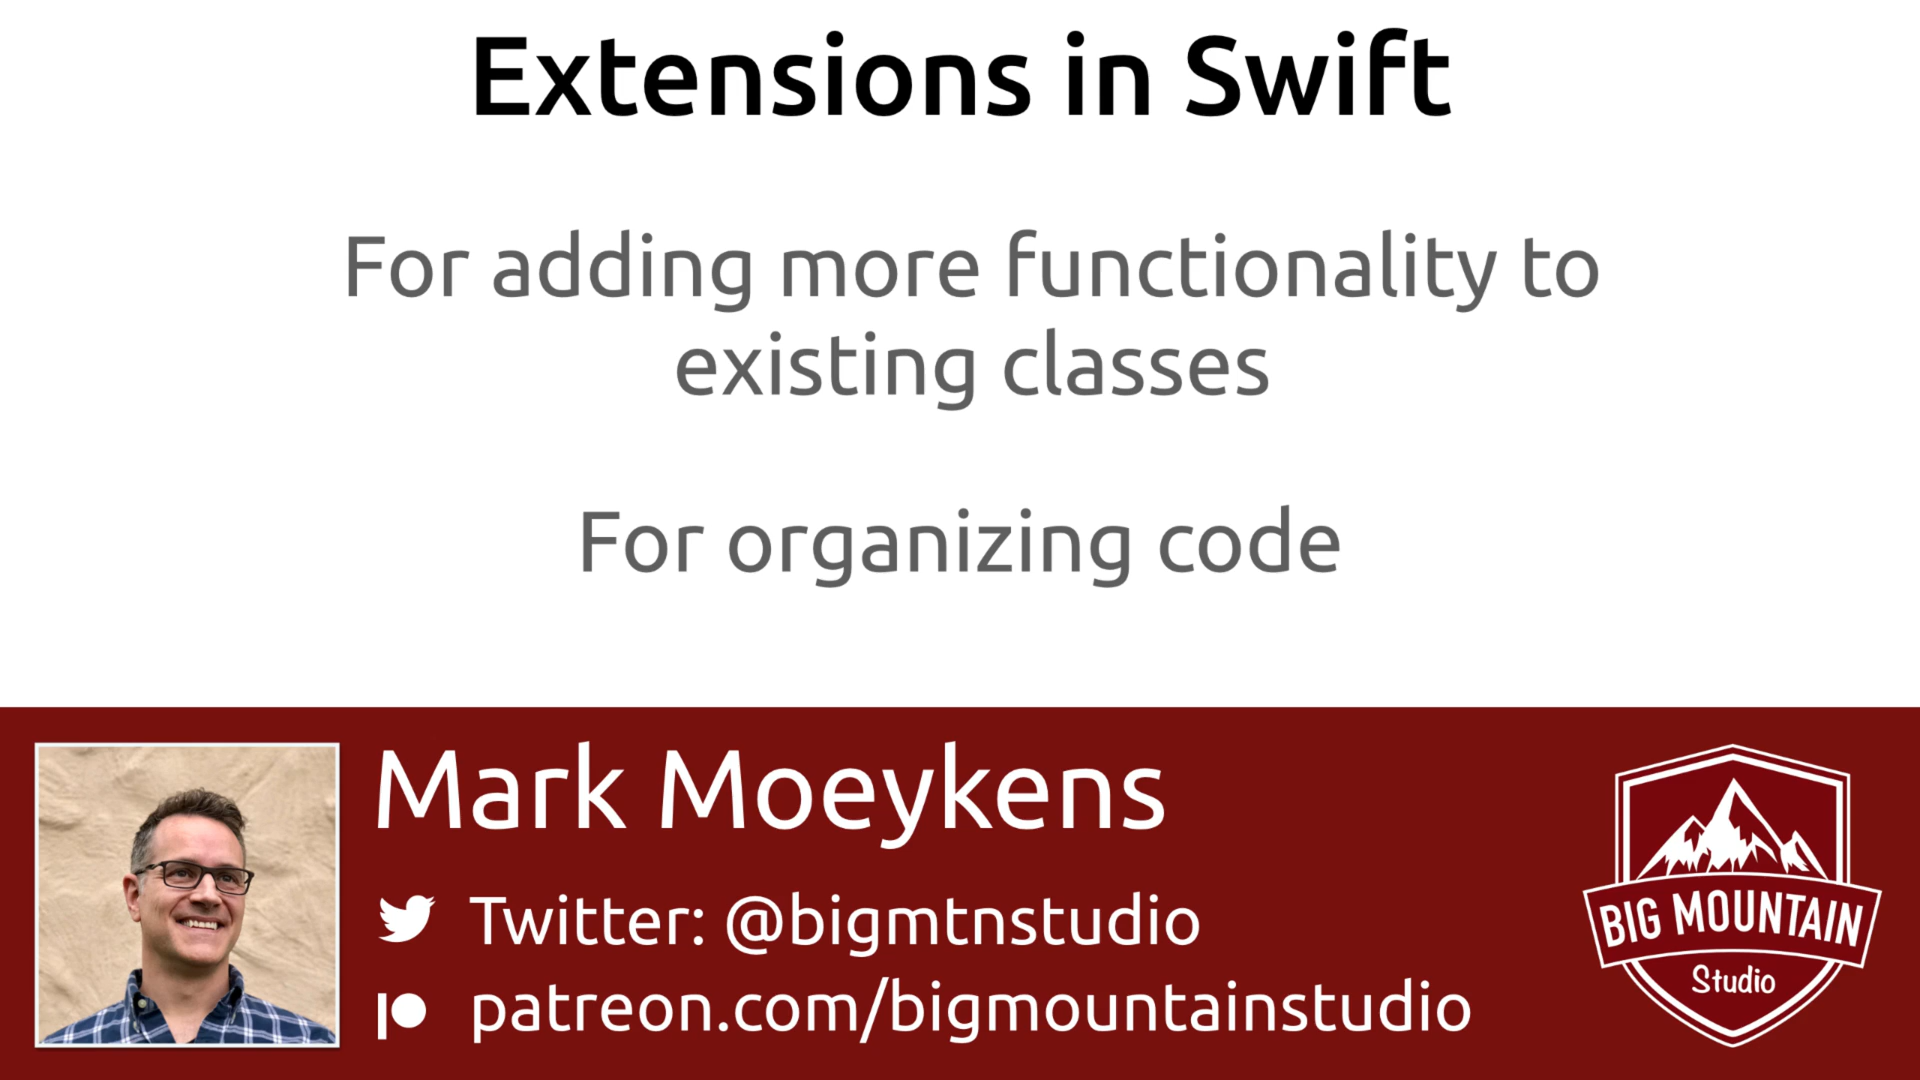 Extensions in Swift
For adding more functionality to
existing classes
For organizing code
Mark Moeykens
Twitter: @bigmtnstudio
patreon.com/bigmountainstudio
BIG MOUNTAIN
Studio